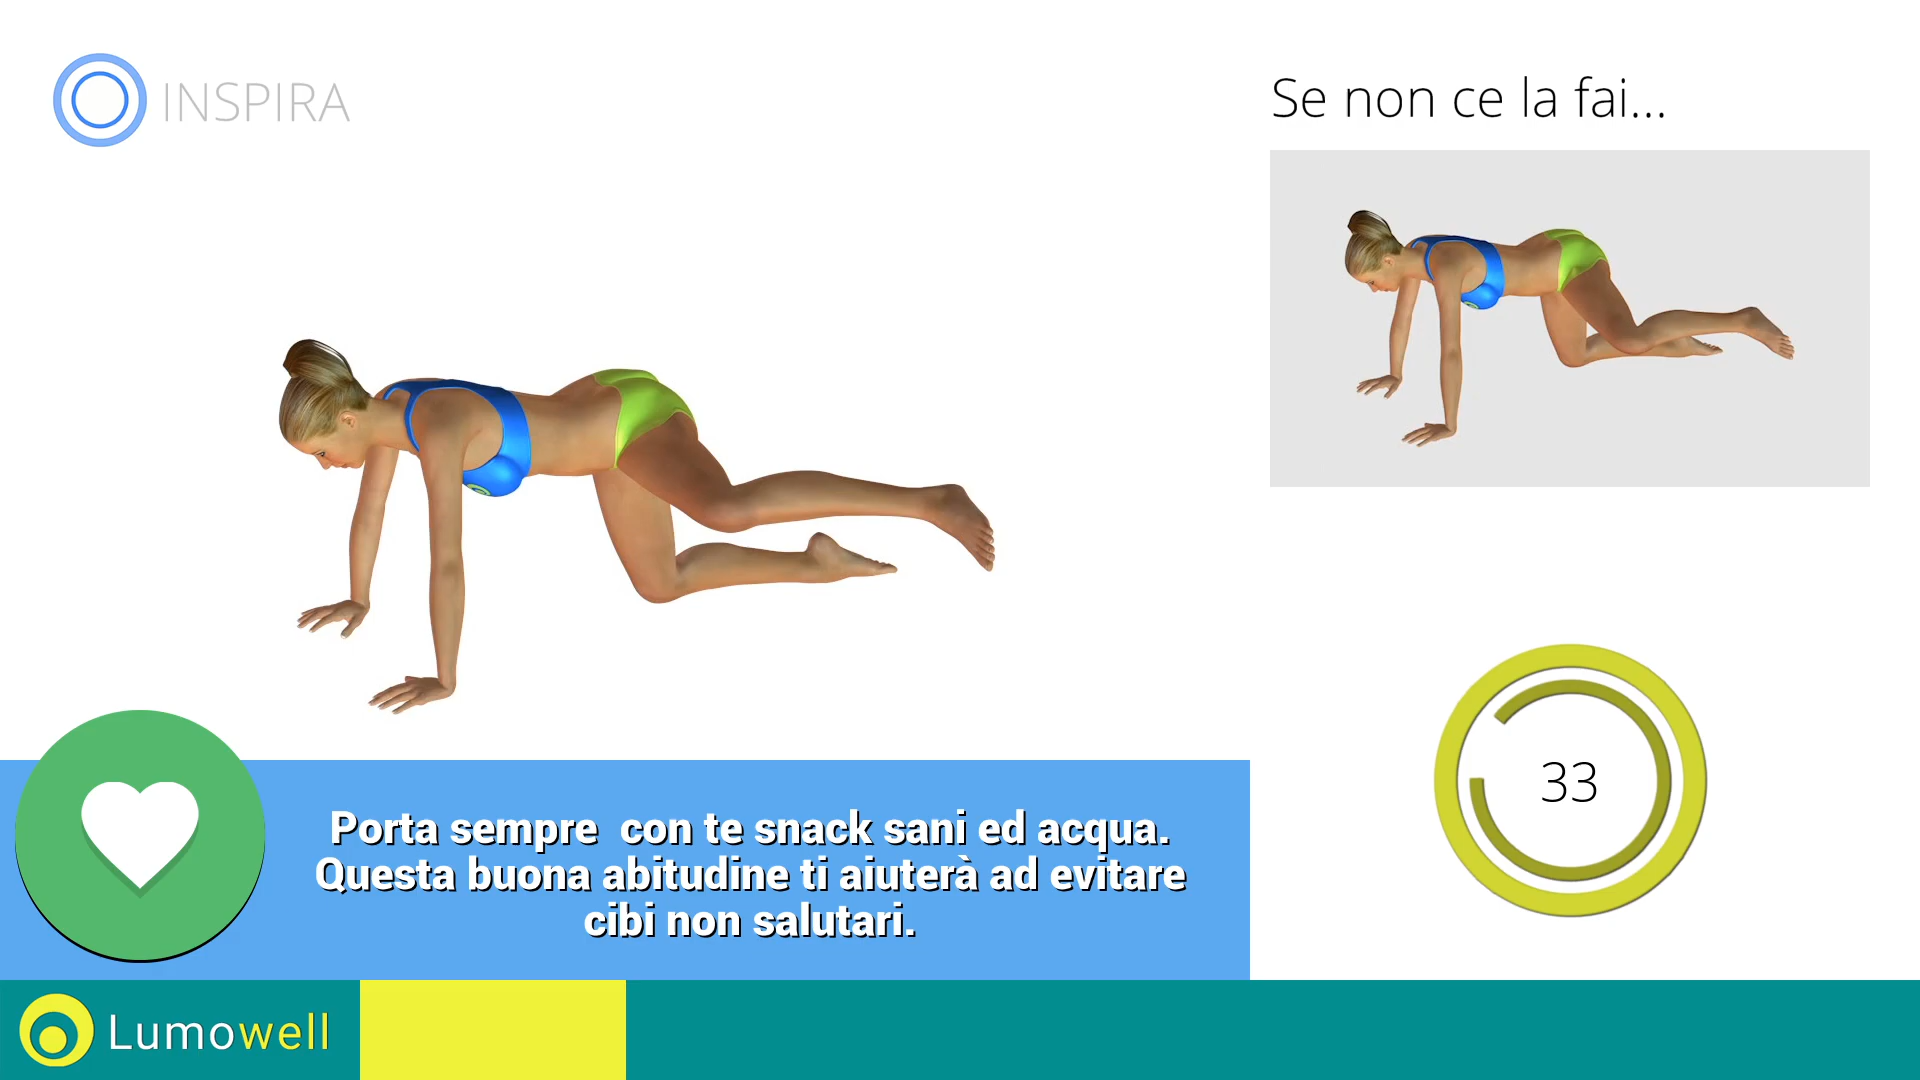 INSPIRA
Se non ce la fai...
33
Porta sempre  con te snack sani ed acqua.
Questa buona abitudine ti aiuterà ad evitare
cibi non salutari.
Lumowell